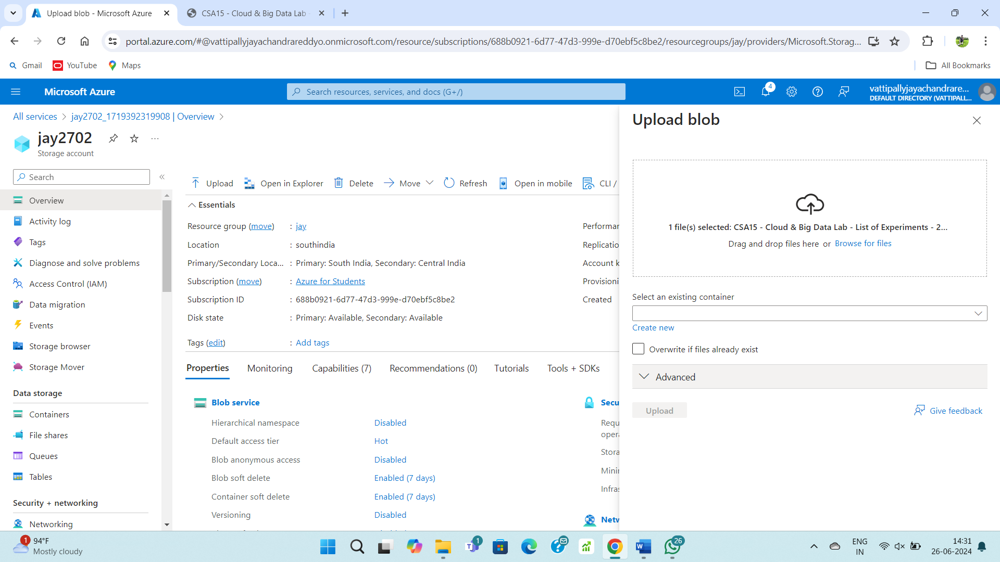 Upload blob - Microsoft Azure
CSA15 - Cloud & Big Data Lab -
portal.azure.com/#@vattipallyjayachandrareddyo.onmicrosoft.com/resource/subscriptions/688b0921-6d77-47d3-999e-d70ebf5c8be2/resourcegroups/jay/providers/Microsoft.Storag...
Gmail
YouTube
Maps
All Bookmarks
Microsoft Azure
Search resources, services, and docs (G+/)
4
vattipallyjayachandrare...
DEFAULT DIRECTORY (VATTIPALL...
All services > jay2702_1719392319908 | Overview >
jay2702
Storage account
Search
Overview
Activity log
Tags
Diagnose and solve problems
Access Control (IAM)
Data migration
Events
Storage browser
Storage Mover
Data storage
Containers
File shares
Queues
Tables
Security + networking
Networking
Upload
Open in Explorer
Delete
Move
Refresh
Open in mobile
CLI /
Essentials
Resource group (move) : jay
Location : southindia
Primary/Secondary Loca... : Primary: South India, Secondary: Central India
Subscription (move) : Azure for Students
Subscription ID : 688b0921-6d77-47d3-999e-d70ebf5c8be2
Disk state : Primary: Available, Secondary: Available
Tags (edit) : Add tags
Performar
Replicatio
Account k
Provisioni
Created
Properties
Monitoring
Capabilities (7)
Recommendations (0)
Tutorials
Tools + SDKs
Blob service
Hierarchical namespace Disabled
Default access tier Hot
Blob anonymous access Disabled
Blob soft delete Enabled (7 days)
Container soft delete Enabled (7 days)
Versioning Disabled
Secu
Requ
opera
Stora
Minir
Infras
Netw
Upload blob
1 file(s) selected: CSA15 - Cloud & Big Data Lab - List of Experiments - 2...
Drag and drop files here or Browse for files
Select an existing container
Create new
Overwrite if files already exist
Advanced
Upload
Give feedback
1
94°F
Mostly cloudy
1
26
ENG
IN
14:31
26-06-2024